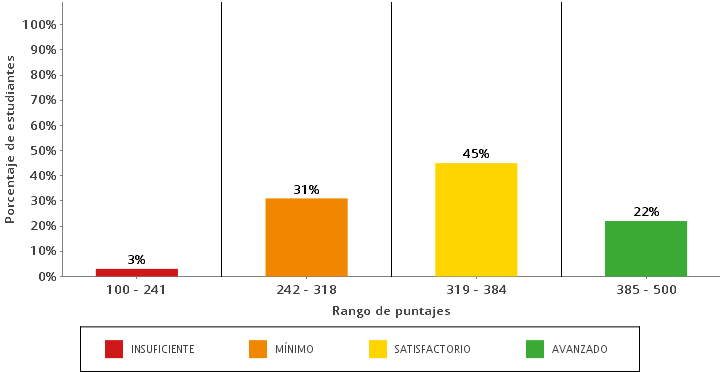 100%
90%
80%
70%
60%
50%
40%
30%
20%
10%
0%
Porcentaje de estudiantes
3%
31%
45%
22%
100 - 241
242 - 318
319 - 384
385 - 500
Rango de puntajes
INSUFICIENTE
MÍNIMO
SATISFACTORIO
AVANZADO